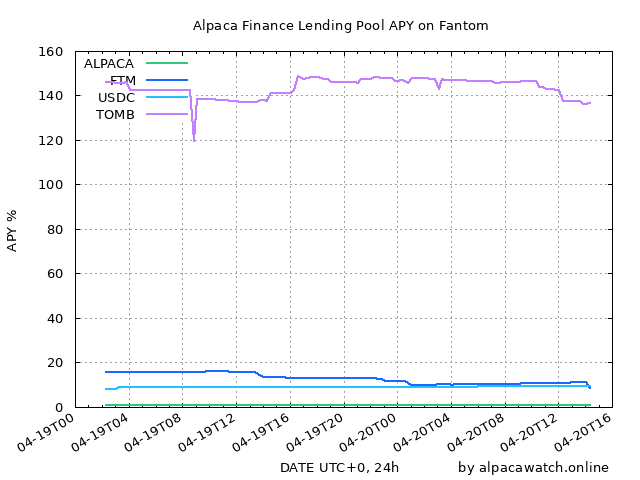 Alpaca Finance Lending Pool APY on Fantom
160
140
120
100
80
60
40
20
0
APY %
ALPACA
FTM
USDC
TOMB
04-19T00
04-19T04
04-19T08
04-19T12
04-19T16
04-19T20
04-20T00
04-20T04
04-20T08
04-20T12
04-20T16
DATE UTC+0, 24h
by alpacawatch.online